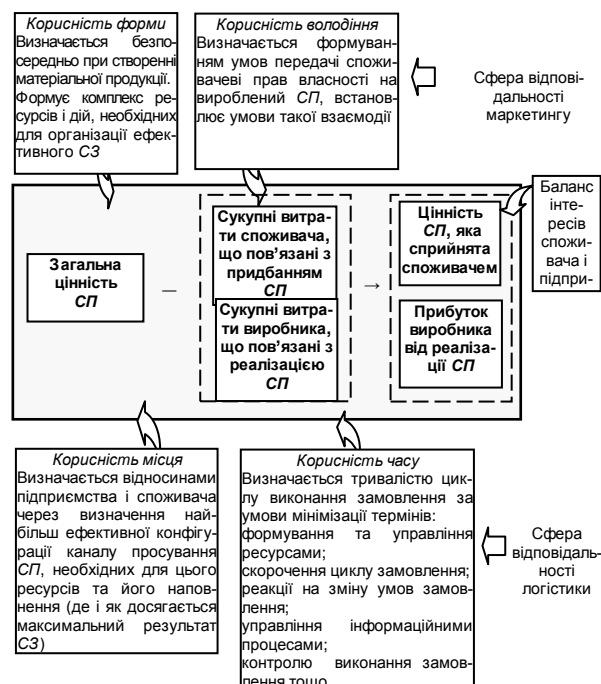 Користь форми
Визначається безпо-
середньо при створенні
матеріальної продукції.
Формує комплекс ре-
сурсів і дій, необхідних
для організації ефек-
тивного СЗ
Корисність володіння
Визначається формуван-
ням умов передачі спожи-
вачеві прав власності на
вироблений СП, встанов-
лює умови такої взаємодії
Сфера відпові-
дальності
маркетингу
Баланс
інте-
ресів
спожи-
вача і
підпри-
Загальна
цінність
СП
–
Сукупні витра-
ти споживача,
що пов’язані з
придбанням
СП
Сукупні витра-
ти виробника,
що пов’язані з
реалізацією
СП
→
Цінність
СП, яка
сприйнята
споживачем
Прибуток
виробника
від реаліза-
ції СП
Корисність місця
Визначається відносинами
підприємства і споживача
через визначення най-
більш ефективної конфігу-
рації каналу просування
СП, необхідних для цього
ресурсів та його напов-
нення (де і як досягається
максимальний результат
СЗ)
Корисність часу
Визначається тривалістю цик-
лу виконання замовлення за
умови мінімізації термінів:
формування та управління
ресурсами;
скорочення циклу замовлення;
реакції на зміну умов замов-
лення;
управління інформаційними
процесами;
контролю виконання замов-
лення тощо
Сфера
відповідаль-
ності
логістики